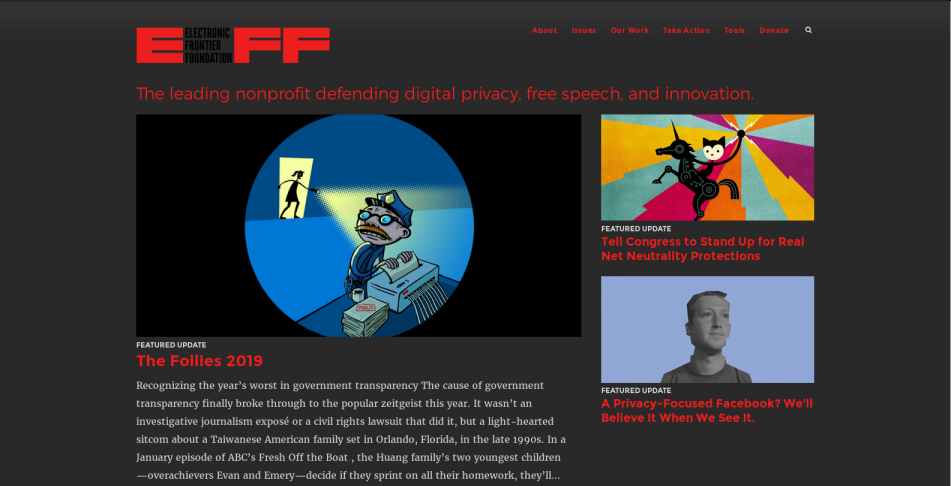 ELECTRONIC
FRONTIER
FOUNDATION
EFF
About Issues Our Work Take Action Tools Donate
The leading nonprofit defending digital privacy, free speech, and innovation.
FEATURED UPDATE
The Foilies 2019
Recognizing the year's worst in government transparency The cause of government
transparency finally broke through to the popular zeitgeist this year. It wasn't an
investigative journalism exposé or a civil rights lawsuit that did it, but a light-hearted
sitcom about a Taiwanese American family set in Orlando, Florida, in the late 1990s. In a
January episode of ABC's Fresh Off the Boat , the Huang family's two youngest children
—overachievers Evan and Emery—decide if they sprint on all their homework, they'll...
FEATURED UPDATE
Tell Congress to Stand Up for Real
Net Neutrality Protections
FEATURED UPDATE
A Privacy-Focused Facebook? We'll
Believe It When We See It.